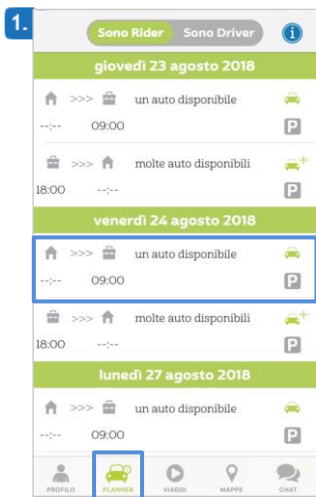 1.
Sono Rider Sono Driver i
giovedì 23 agosto 2018
>>> un auto disponibile
--:-- 09:00 P
>>> molte auto disponibili +
18:00 --:-- P
venerdì 24 agosto 2018
>>> un auto disponibile
--:-- 09:00 P
>>> molte auto disponibili +
18:00 --:-- P
lunedì 27 agosto 2018
>>> un auto disponibile
--:-- 09:00 P
PROFILO PLANNER VIAGGI MAPPE CHAT